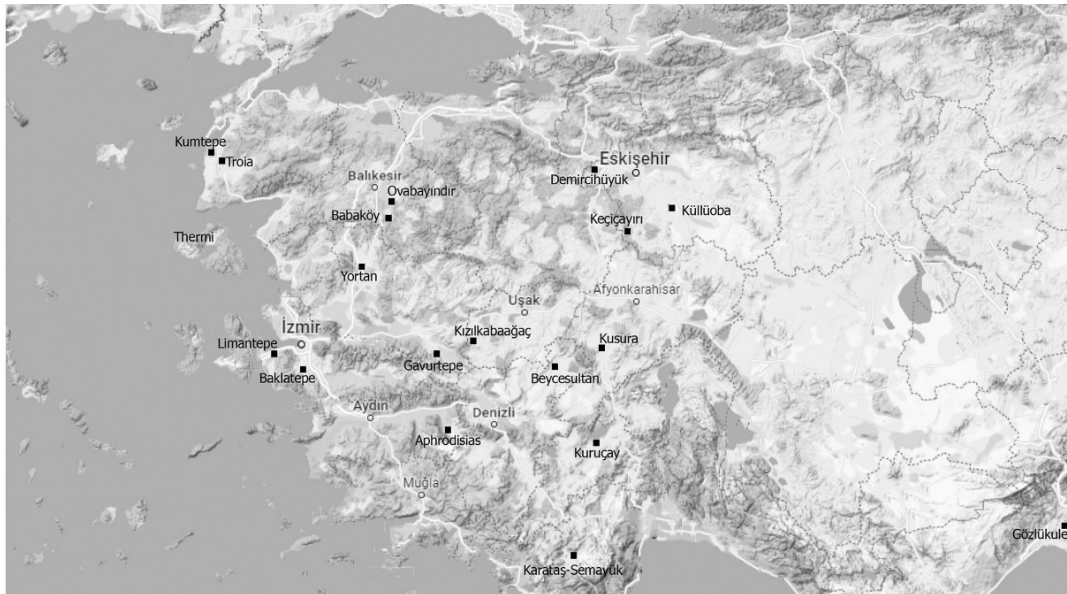 Kumtepe
Troia
Eskişehir
Demircihüyük
Balıkesir
Ovabayındır
Babaköy
Küllüoba
Keçiçayırı
Thermi
Yortan
Afyonkarahisar
Uşak
İzmir
Kızılkabaağaç
Limantepe
Kusura
Gavurtepe
Baklatepe
Beycesultan
Aydın
Denizli
Aphrodisias
Kuruçay
Muğla
Gözlükule
Karataş-Semayük